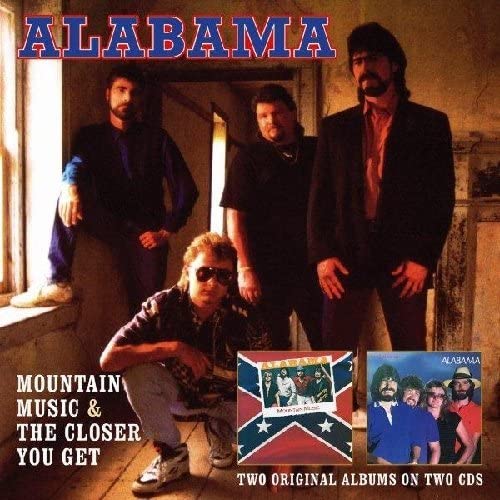 ALABAMA
MOUNTAIN
MUSIC &
THE CLOSER
YOU GET
ALABAMA
Mountain Music
ALABAMA
TWO ORIGINAL ALBUMS ON TWO CDS